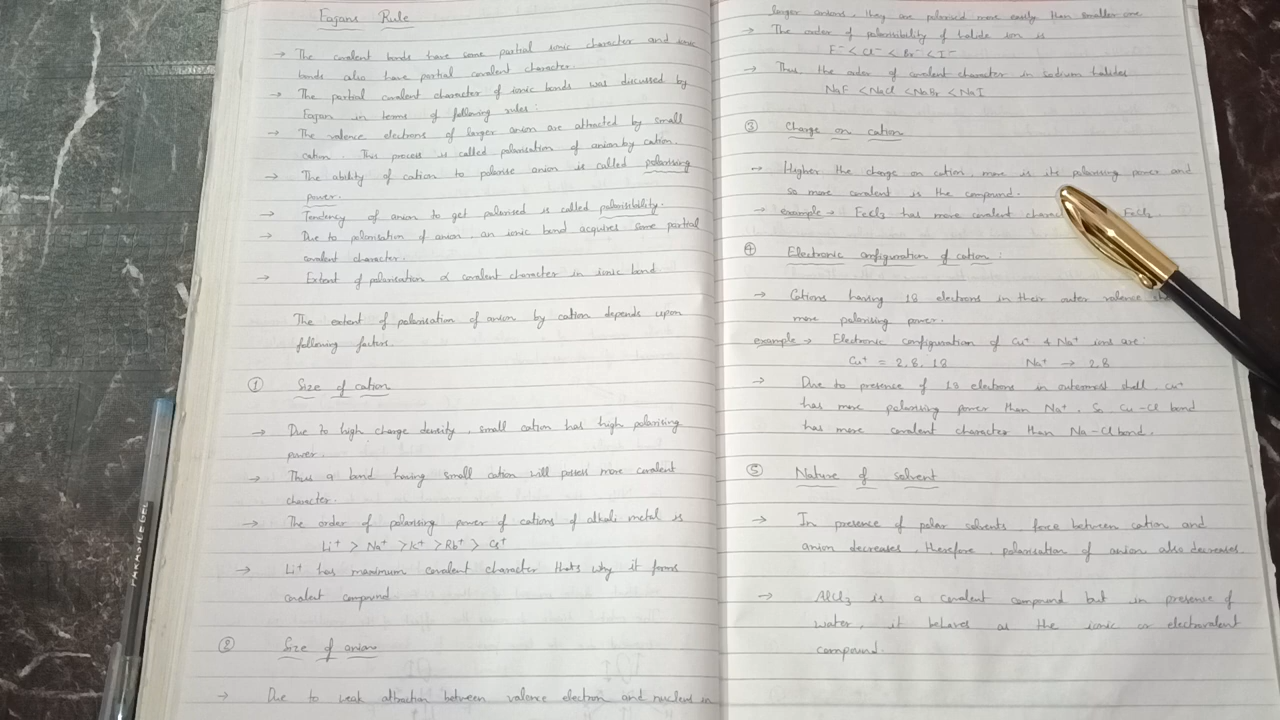 Fajans Rule
→ The covalent bonds have some partial ionic character and ionic
bonds also have partial covalent character.
→ The partial covalent character of ionic bonds was discussed by
Fajan in terms of following rules:
→ The valence electrons of larger anion are attracted by small
cation. This process is called polarisation of anion by cation.
→ The ability of cation to polarise anion is called polarising
power.
→ Tendency of anion to get polarised is called polarisibility.
→ Due to polarisation of anion, an ionic bond acquires some partial
covalent character.
→ Extent of polarisation ∝ covalent character in ionic bond
The extent of polarisation of anion by cation depends upon
following factors.
① Size of cation
→ Due to high charge density, small cation has high polarising
power.
→ Thus a bond having small cation will possess more covalent
character.
→ The order of polarising power of cations of alkali metal is
Li⁺ > Na⁺ > K⁺ > Rb⁺ > Cs⁺
→ Li⁺ has maximum covalent character thats why it forms
covalent compound
② Size of anion
→ Due to weak attraction between valence electron and nucleus in
larger anions, they are polarised more easily than smaller one
→ The order of polarisibility of halide ion is
F⁻ < Cl⁻ < Br⁻ < I⁻
→ Thus, the order of covalent character in sodium halides
NaF < NaCl < NaBr < NaI
③ Charge on cation
→ Higher the charge on cation, more is its polarising power and
so more covalent is the compound.
→ example → FeCl₃ has more covalent charac FeCl₂.
④ Electronic configuration of cation:
→ Cations having 18 electrons in their outer valence
more polarising power.
example → Electronic configuration of Cu⁺ & Na⁺ ions are:
Cu⁺ = 2, 8, 18 Na⁺ → 2,8
→ Due to presence of 18 electrons in outermost shell, Cu⁺
has more polarising power than Na⁺. So Cu-Cl bond
has more covalent character than Na-Cl bond.
⑤ Nature of solvent
→ In presence of polar solvents force between cation and
anion decreases, therefore, polarisation of anion also decreases.
→ AlCl₃ is a covalent compound but in presence of
water, it behaves as the ionic or electrovalent
compound.
PARAS HI-E GEL